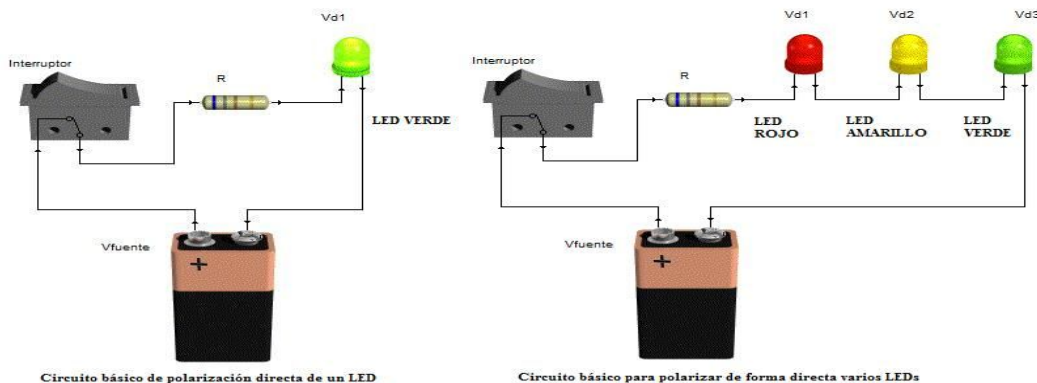 Vd1
Interruptor
R
LED VERDE
Vfuente
+
Circuito básico de polarización directa de un LED
Vd1
Vd2
Vd3
Interruptor
R
LED
ROJO
LED
AMARILLO
LED
VERDE
Vfuente
+
Circuito básico para polarizar de forma directa varios LEDs